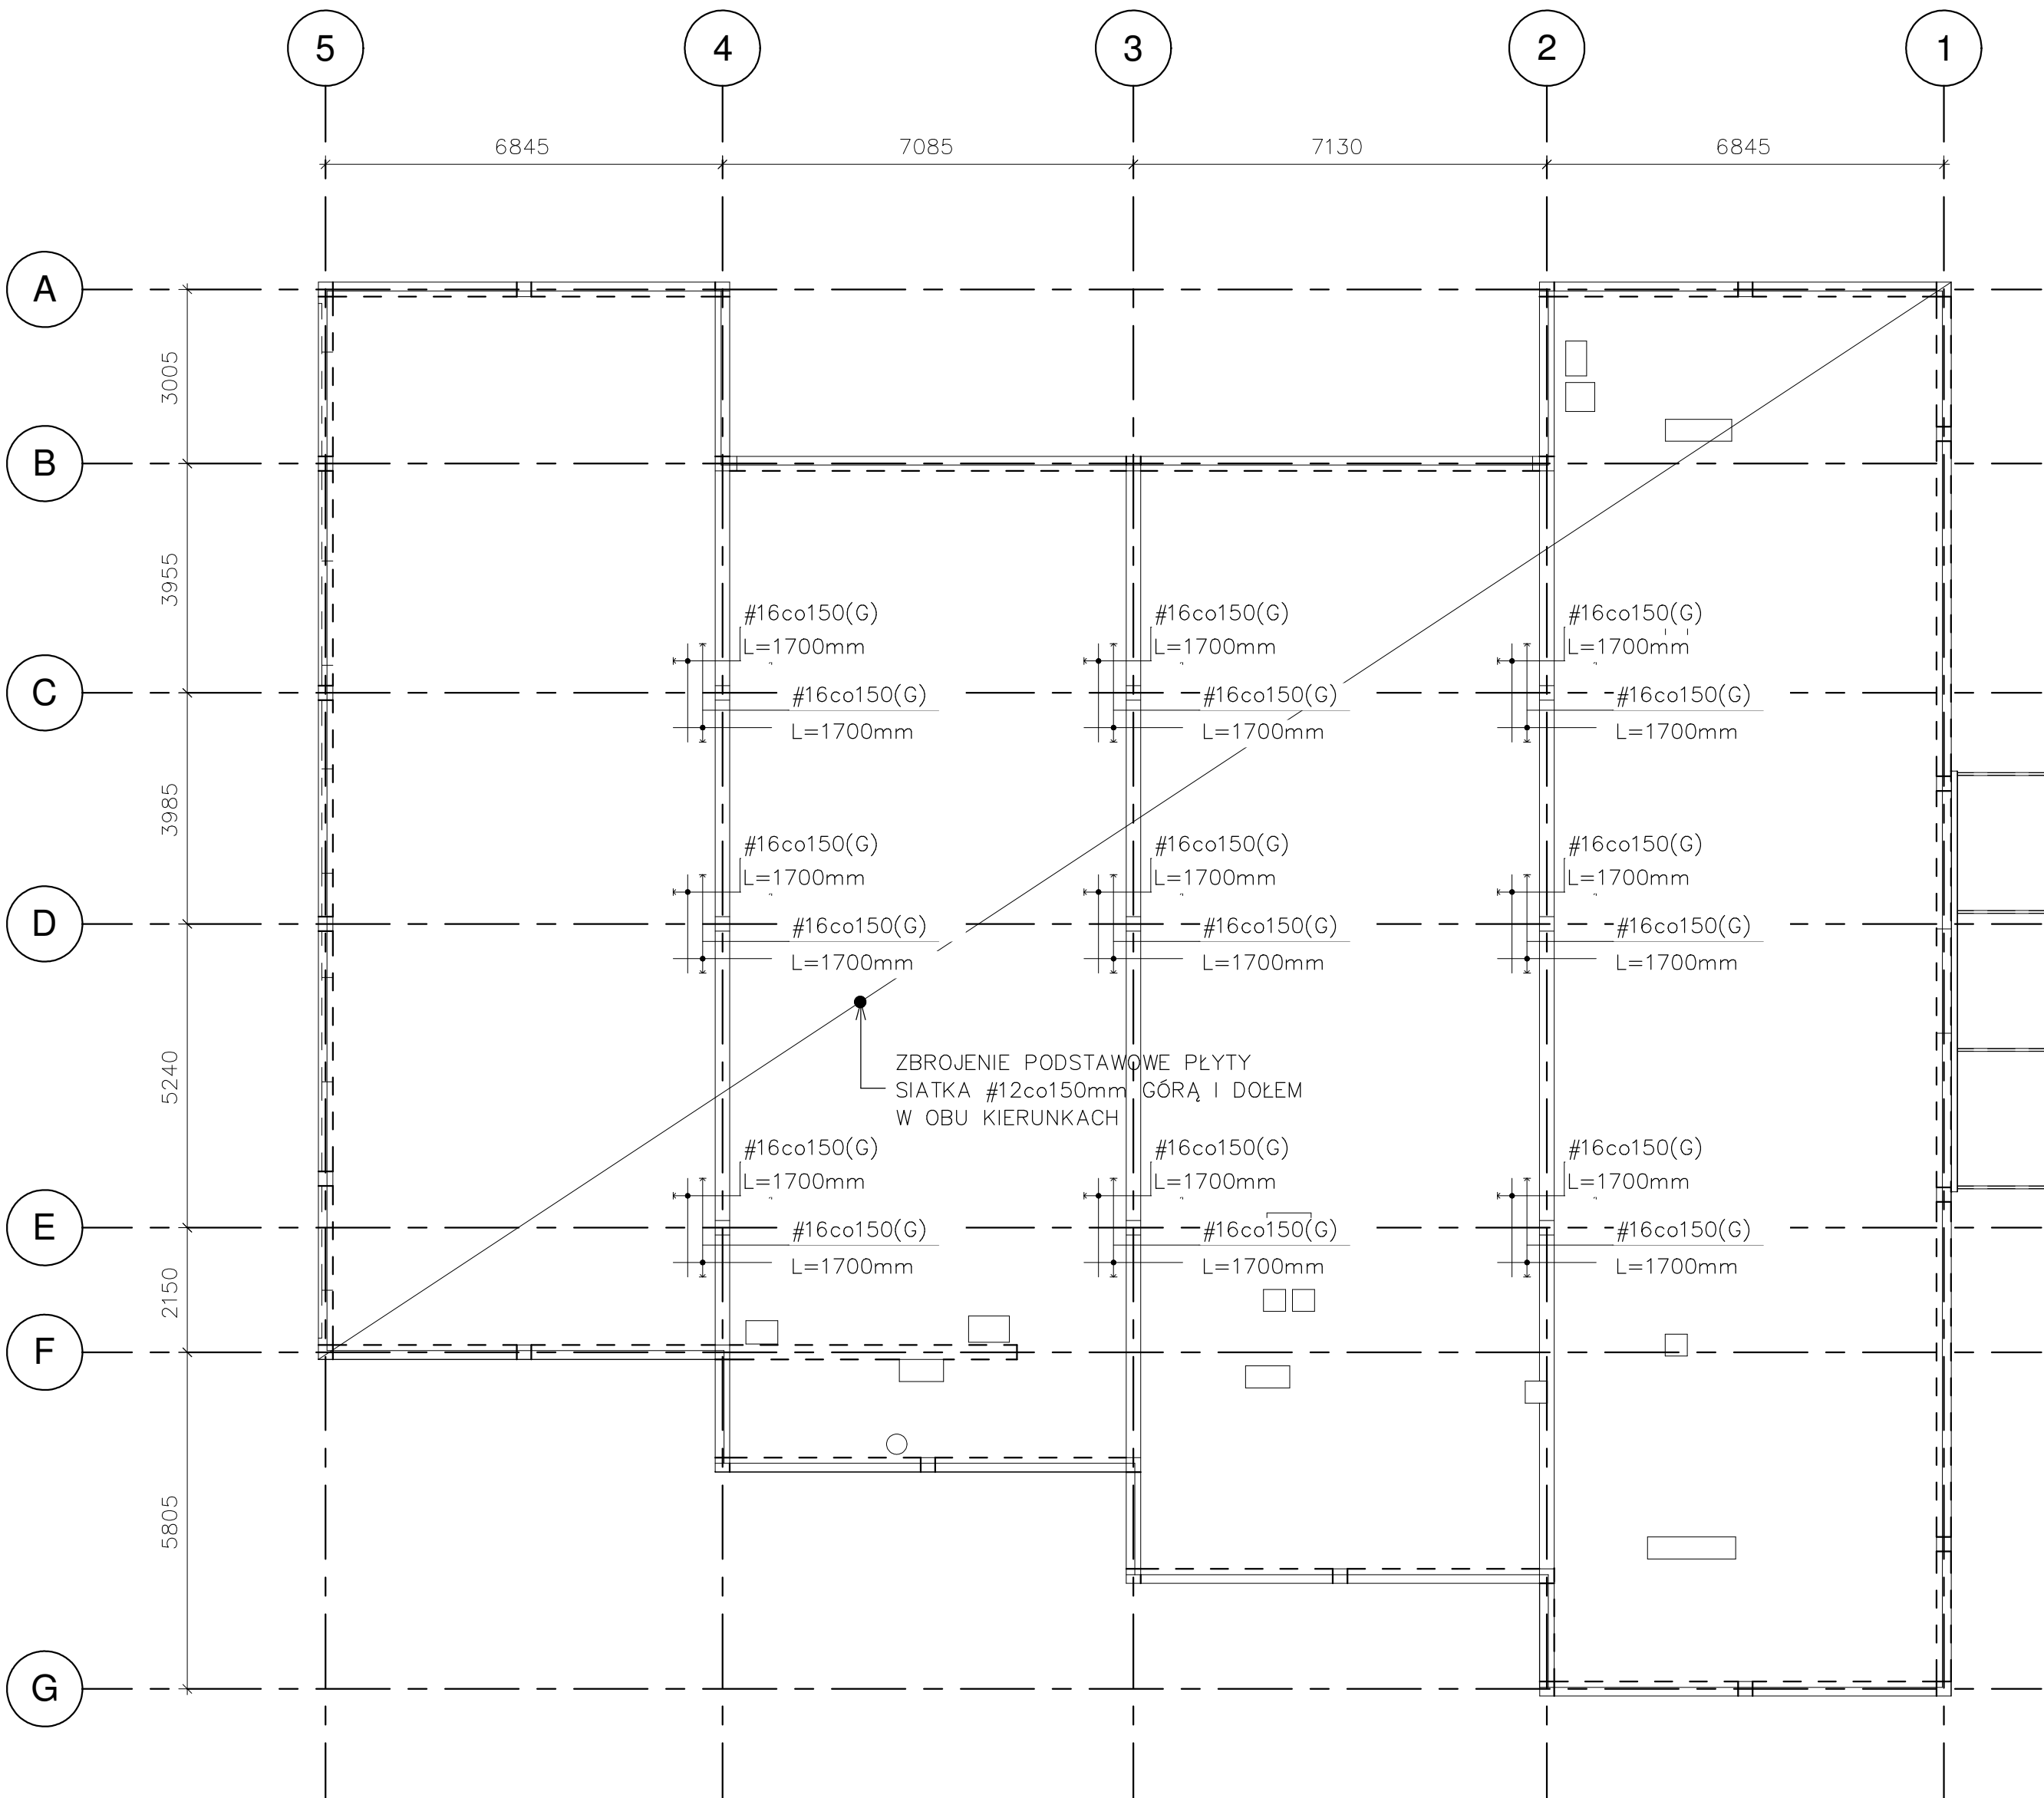 5 4 3 2 1
6845 7085 7130 6845
A
3005
B
3955
#16co150(G) #16co150(G) #16co150(G)
L=1700mm L=1700mm L=1700mm
C
#16co150(G) #16co150(G) #16co150(G)
L=1700mm L=1700mm L=1700mm
3985
#16co150(G) #16co150(G) #16co150(G)
L=1700mm L=1700mm L=1700mm
D
#16co150(G) #16co150(G) #16co150(G)
L=1700mm L=1700mm L=1700mm
5240
ZBROJENIE PODSTAWOWE PŁYTY
SIATKA #12co150mm GÓRĄ I DOŁEM
W OBU KIERUNKACH
#16co150(G) #16co150(G) #16co150(G)
L=1700mm L=1700mm L=1700mm
E
#16co150(G) #16co150(G) #16co150(G)
L=1700mm L=1700mm L=1700mm
2150
F
5805
G